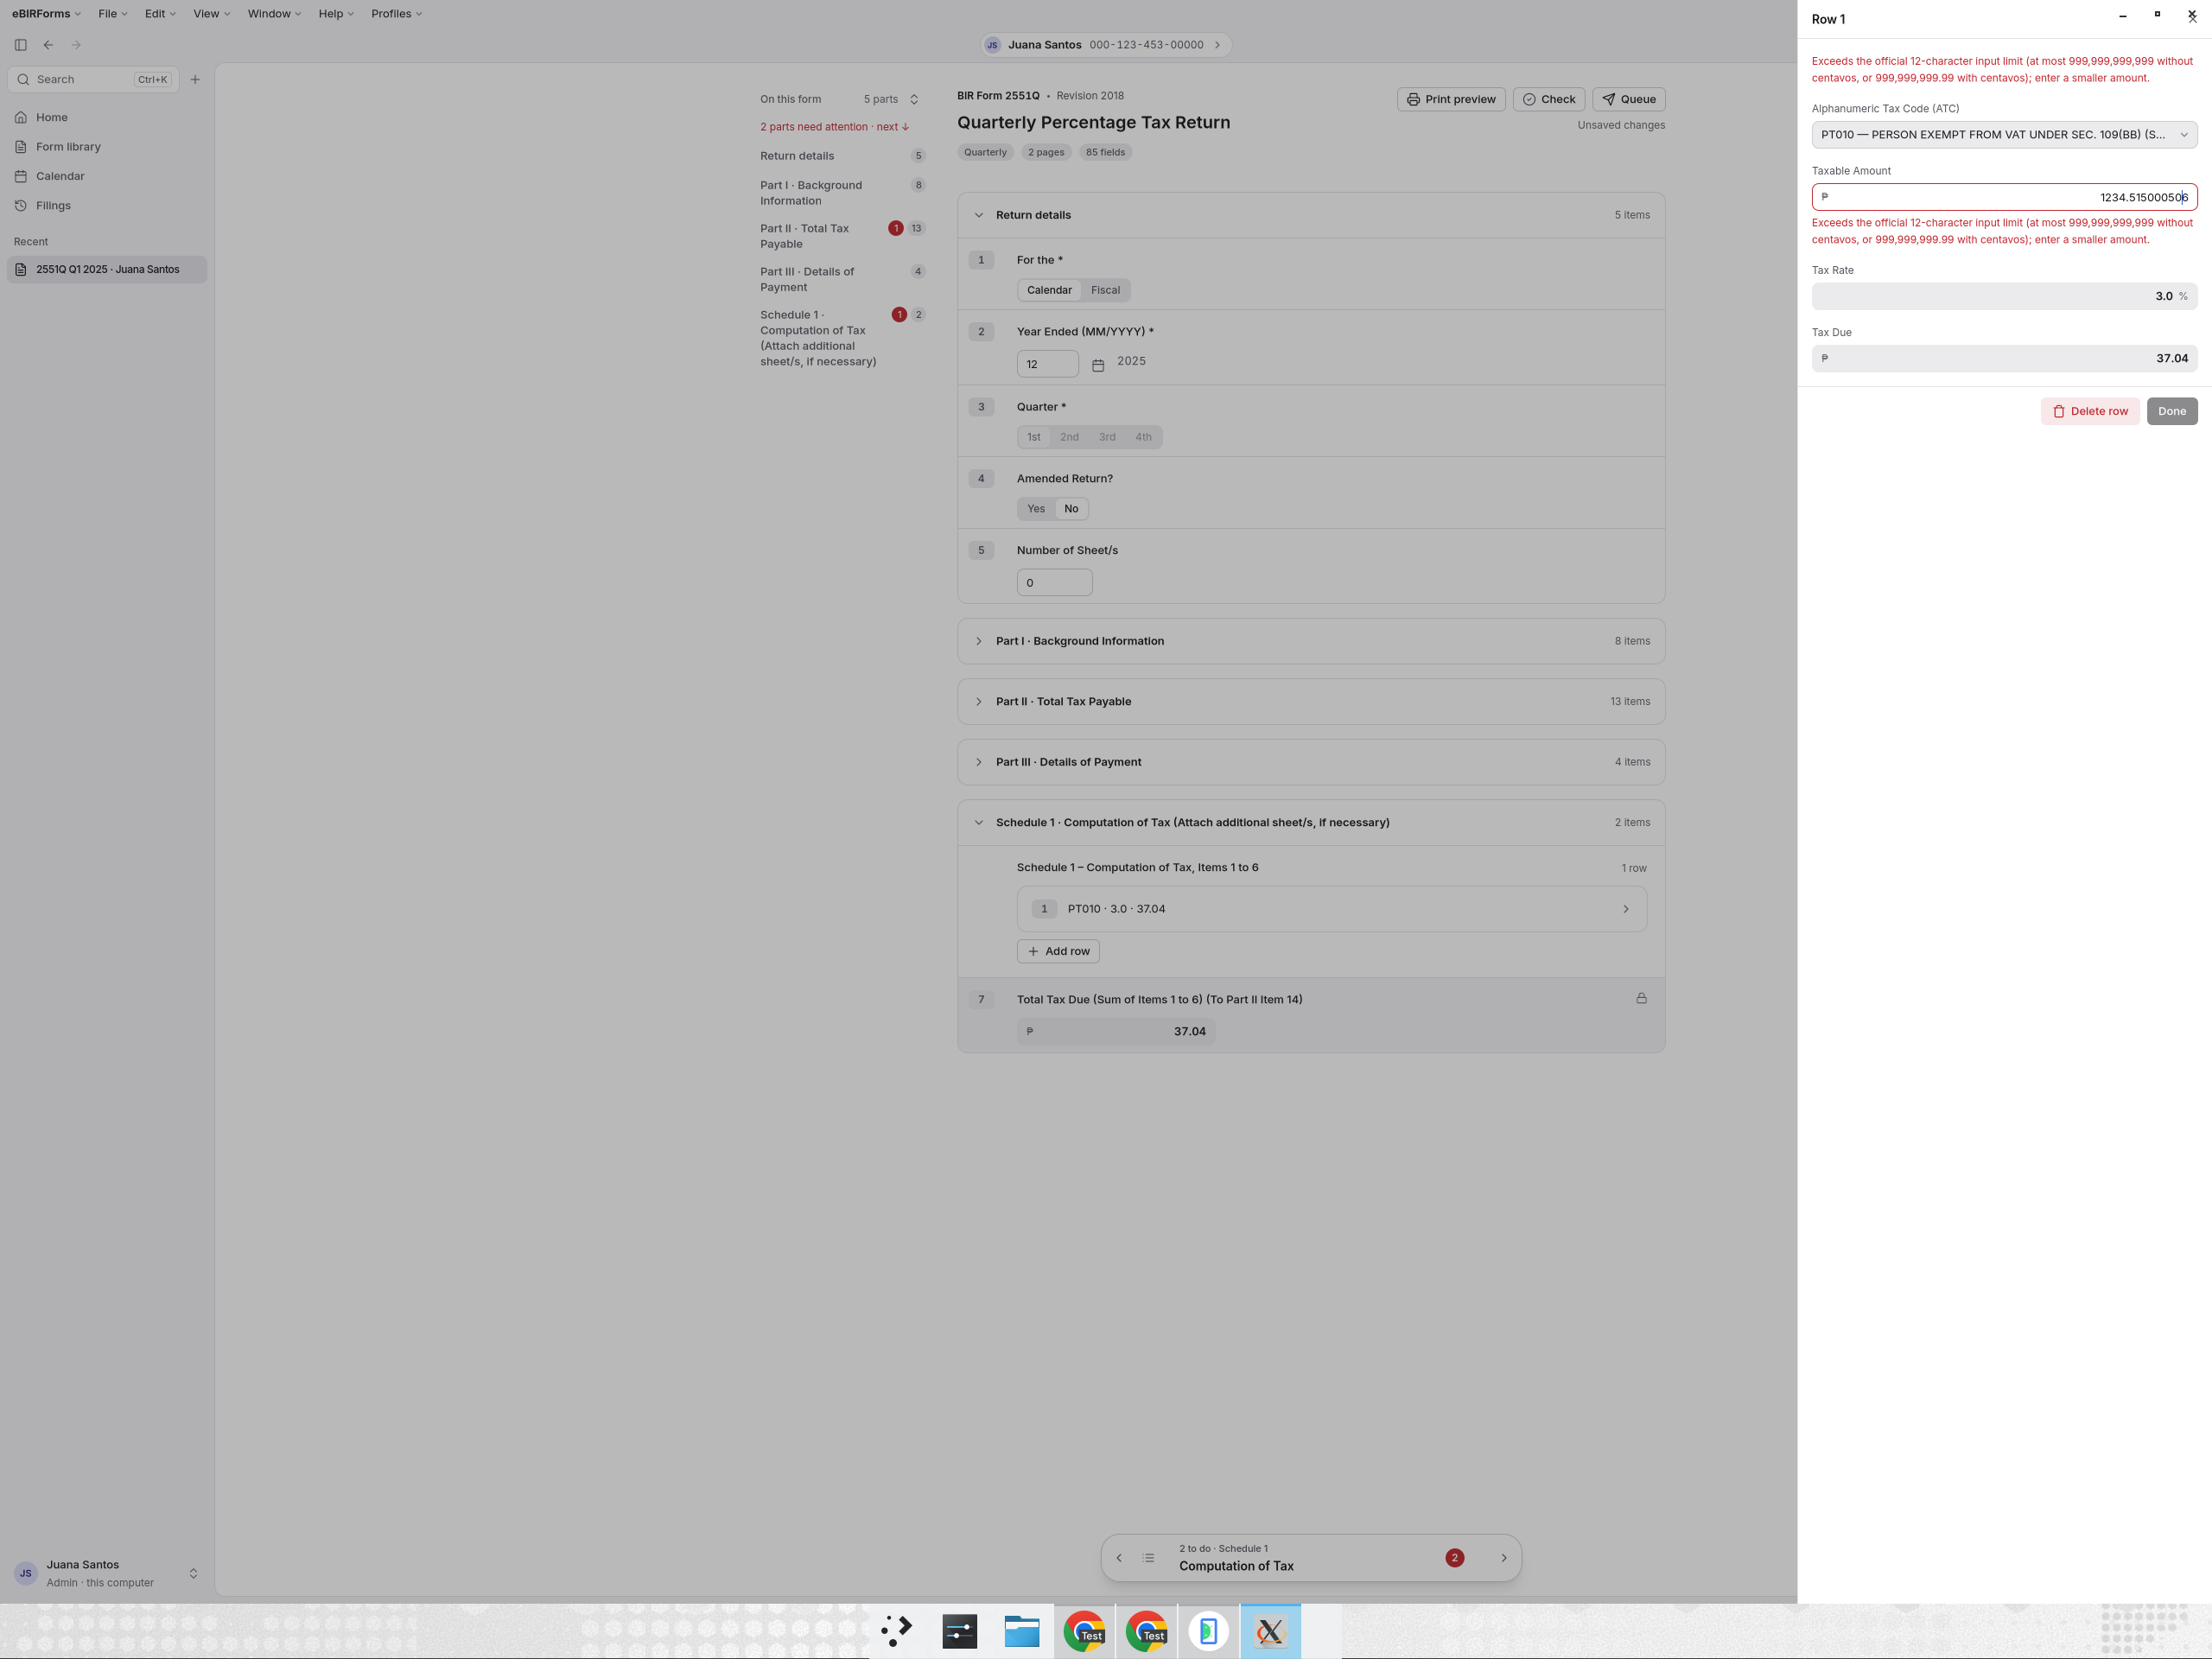 eBIRForms File Edit View Window Help Profiles
JS Juana Santos 000-123-453-00000
Search Ctrl+K
Home
Form library
Calendar
Filings
Recent
2551Q Q1 2025 · Juana Santos
On this form 5 parts
2 parts need attention · next ↓
Return details 5
Part I · Background Information 8
Part II · Total Tax Payable 1 13
Part III · Details of Payment 4
Schedule 1 · Computation of Tax (Attach additional sheet/s, if necessary) 1 2
BIR Form 2551Q • Revision 2018
Quarterly Percentage Tax Return
Quarterly 2 pages 85 fields
Print preview Check Queue
Unsaved changes
Return details 5 items
1 For the *
Calendar Fiscal
2 Year Ended (MM/YYYY) *
12 2025
3 Quarter *
1st 2nd 3rd 4th
4 Amended Return?
Yes No
5 Number of Sheet/s
0
Part I · Background Information 8 items
Part II · Total Tax Payable 13 items
Part III · Details of Payment 4 items
Schedule 1 · Computation of Tax (Attach additional sheet/s, if necessary) 2 items
Schedule 1 – Computation of Tax, Items 1 to 6 1 row
1 PT010 · 3.0 · 37.04
Add row
7 Total Tax Due (Sum of Items 1 to 6) (To Part II Item 14)
₱ 37.04
2 to do · Schedule 1
Computation of Tax 2
JS Juana Santos
Admin · this computer
Row 1
Exceeds the official 12-character input limit (at most 999,999,999,999 without
centavos, or 999,999,999.99 with centavos); enter a smaller amount.
Alphanumeric Tax Code (ATC)
PT010 — PERSON EXEMPT FROM VAT UNDER SEC. 109(BB) (S...
Taxable Amount
₱ 1234.515000506
Exceeds the official 12-character input limit (at most 999,999,999,999 without
centavos, or 999,999,999.99 with centavos); enter a smaller amount.
Tax Rate
3.0 %
Tax Due
₱ 37.04
Delete row Done
Test Test